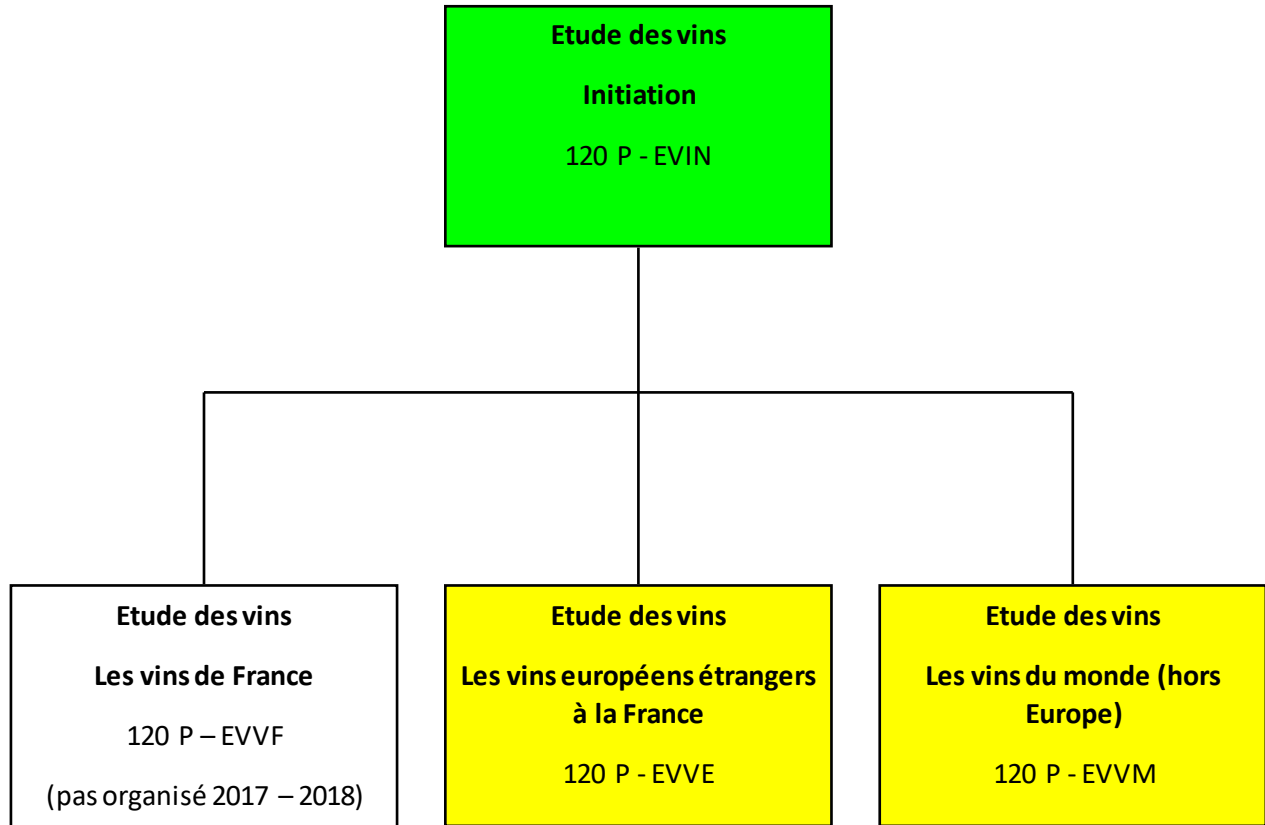 Etude des vins
Initiation
120 P - EVIN
Etude des vins
Les vins de France
120 P – EVVF
(pas organisé 2017 – 2018)
Etude des vins
Les vins européens étrangers
à la France
120 P - EVVE
Etude des vins
Les vins du monde (hors
Europe)
120 P - EVVM